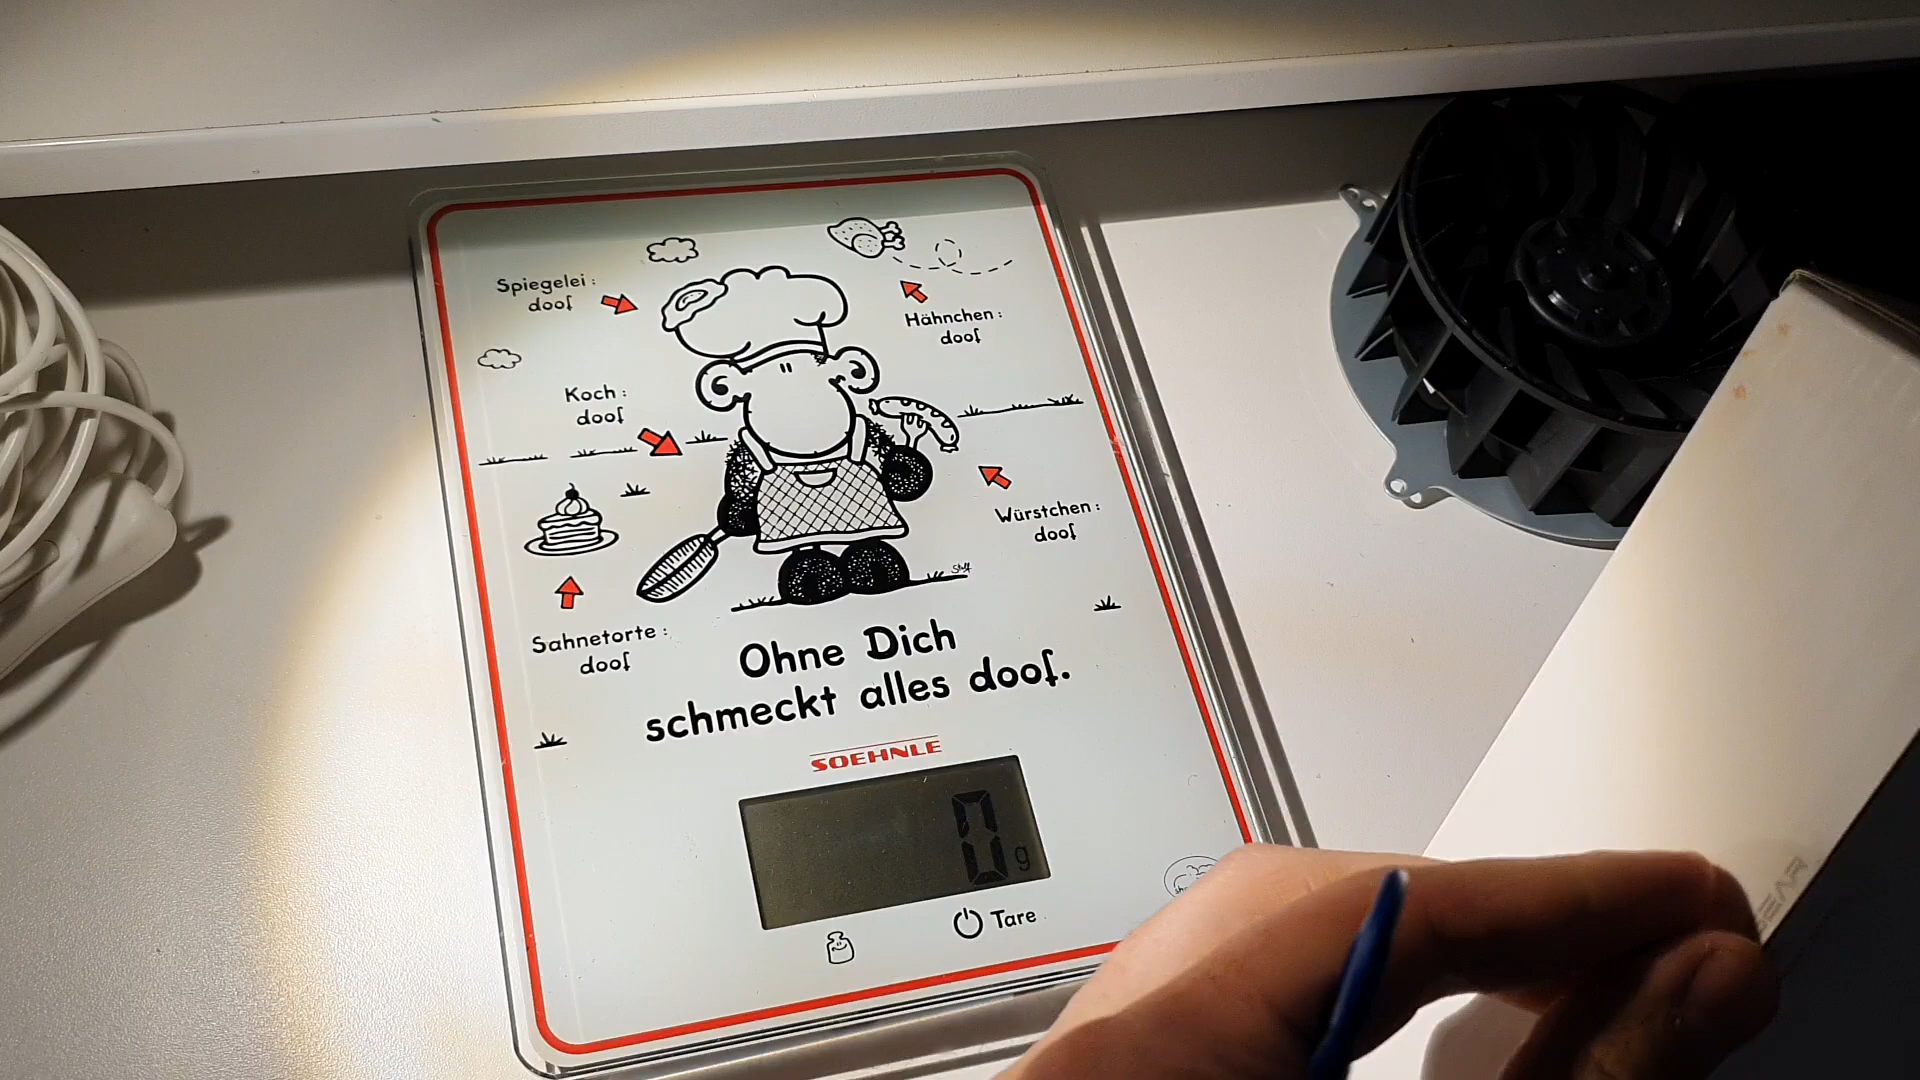 Spiegelei:
doof
Hähnchen:
doof
Koch:
doof
Würstchen:
doof
Sahnetorte:
doof
Ohne Dich
schmeckt alles doof.
SOEHNLE
0 g
Tare